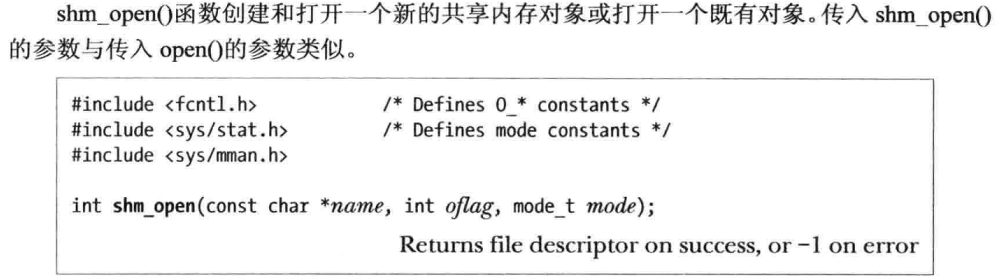 shm_open()函数创建和打开一个新的共享内存对象或打开一个既有对象。传入 shm_open()
的参数与传入 open()的参数类似。
#include <fcntl.h> /* Defines O_* constants */
#include <sys/stat.h> /* Defines mode constants */
#include <sys/mman.h>
int shm_open(const char *name, int oflag, mode_t mode);
Returns file descriptor on success, or −1 on error